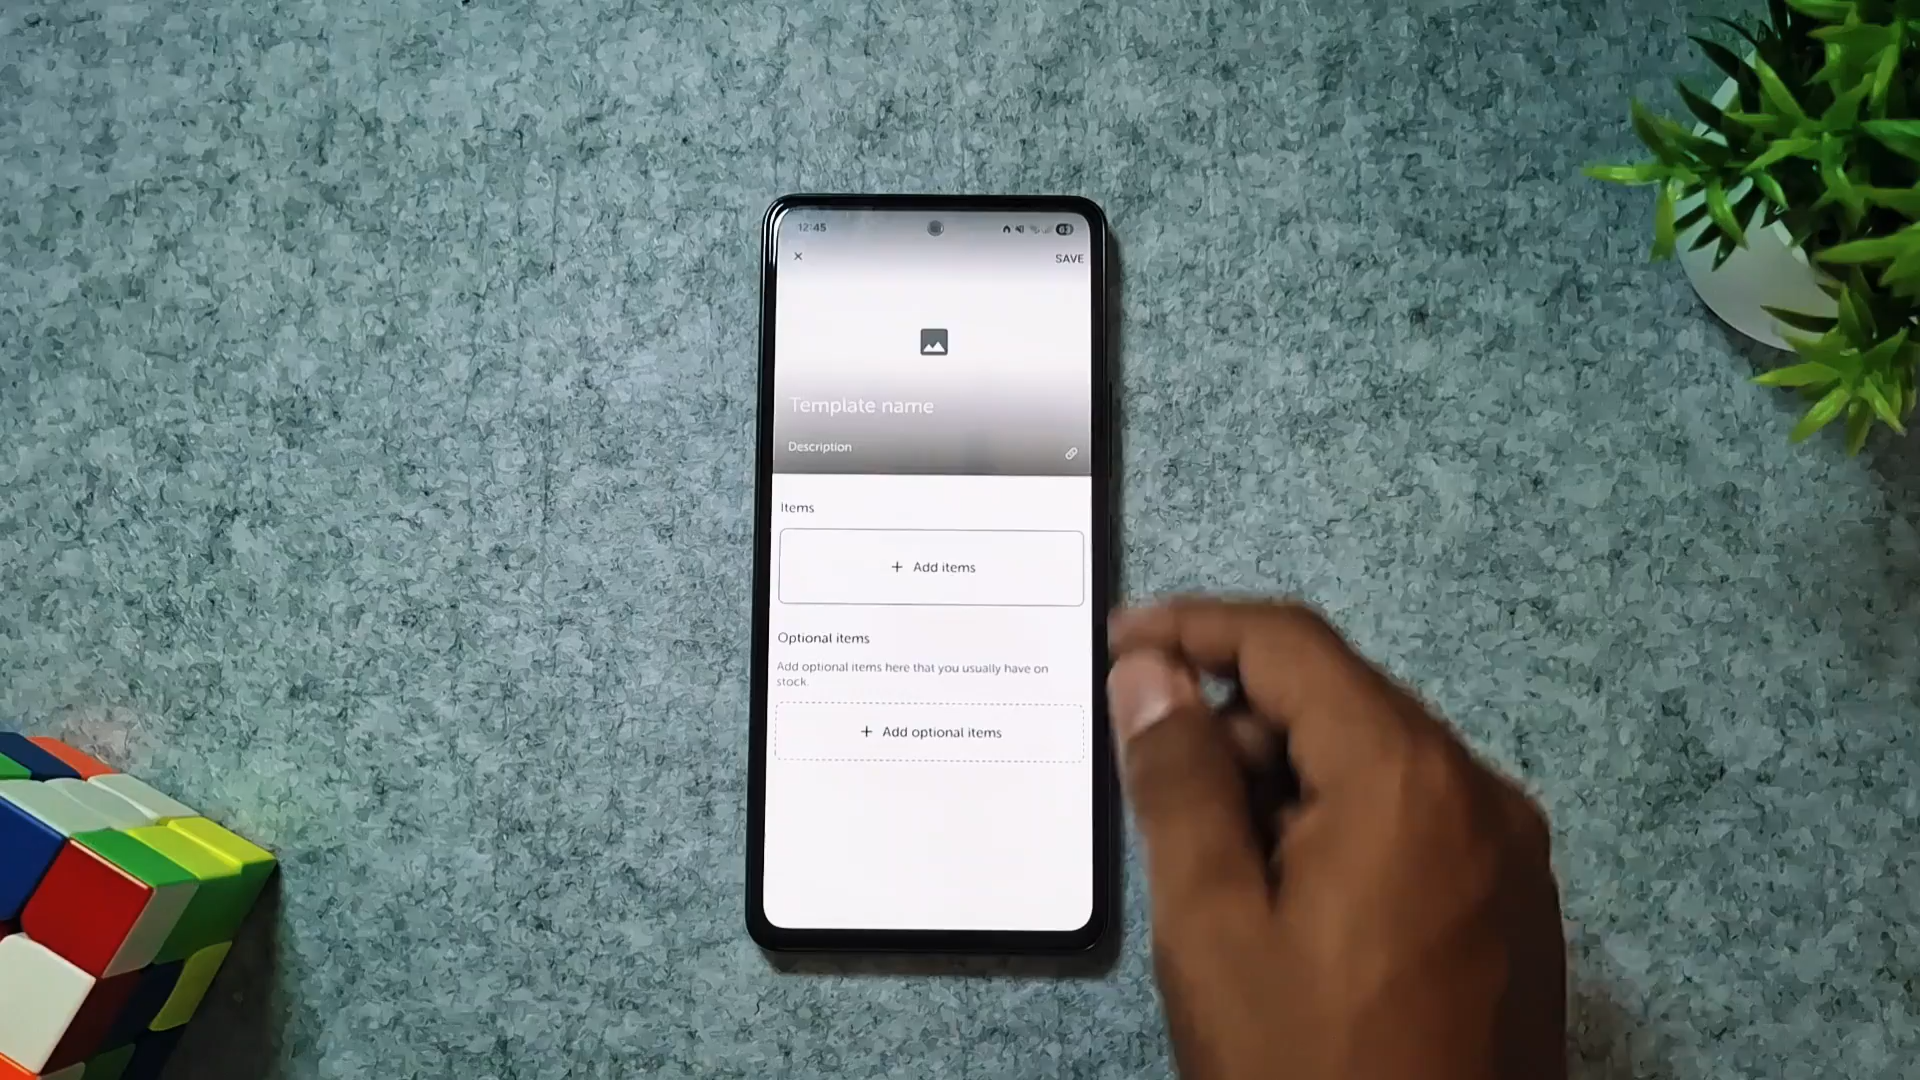 12:45
63
SAVE
Template name
Description
Items
+ Add items
Optional items
Add optional items here that you usually have on
stock.
+ Add optional items